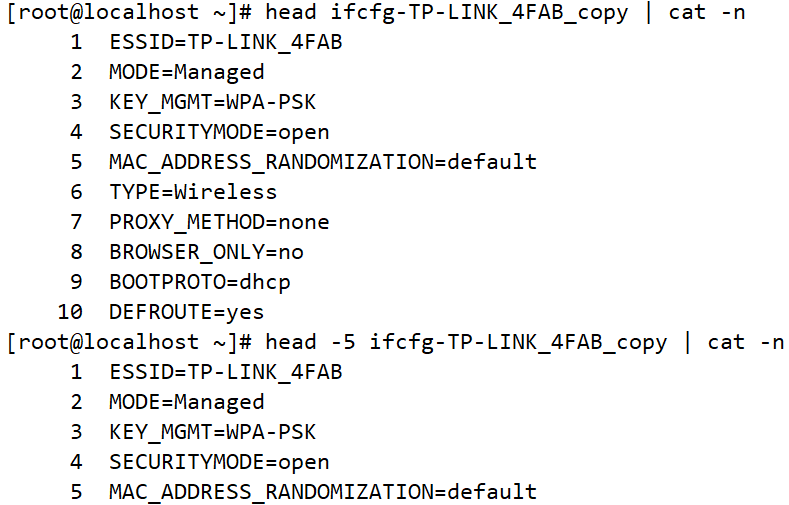 [root@localhost ~]# head ifcfg-TP-LINK_4FAB_copy | cat -n
1 ESSID=TP-LINK_4FAB
2 MODE=Managed
3 KEY_MGMT=WPA-PSK
4 SECURITYMODE=open
5 MAC_ADDRESS_RANDOMIZATION=default
6 TYPE=Wireless
7 PROXY_METHOD=none
8 BROWSER_ONLY=no
9 BOOTPROTO=dhcp
10 DEFROUTE=yes
[root@localhost ~]# head -5 ifcfg-TP-LINK_4FAB_copy | cat -n
1 ESSID=TP-LINK_4FAB
2 MODE=Managed
3 KEY_MGMT=WPA-PSK
4 SECURITYMODE=open
5 MAC_ADDRESS_RANDOMIZATION=default